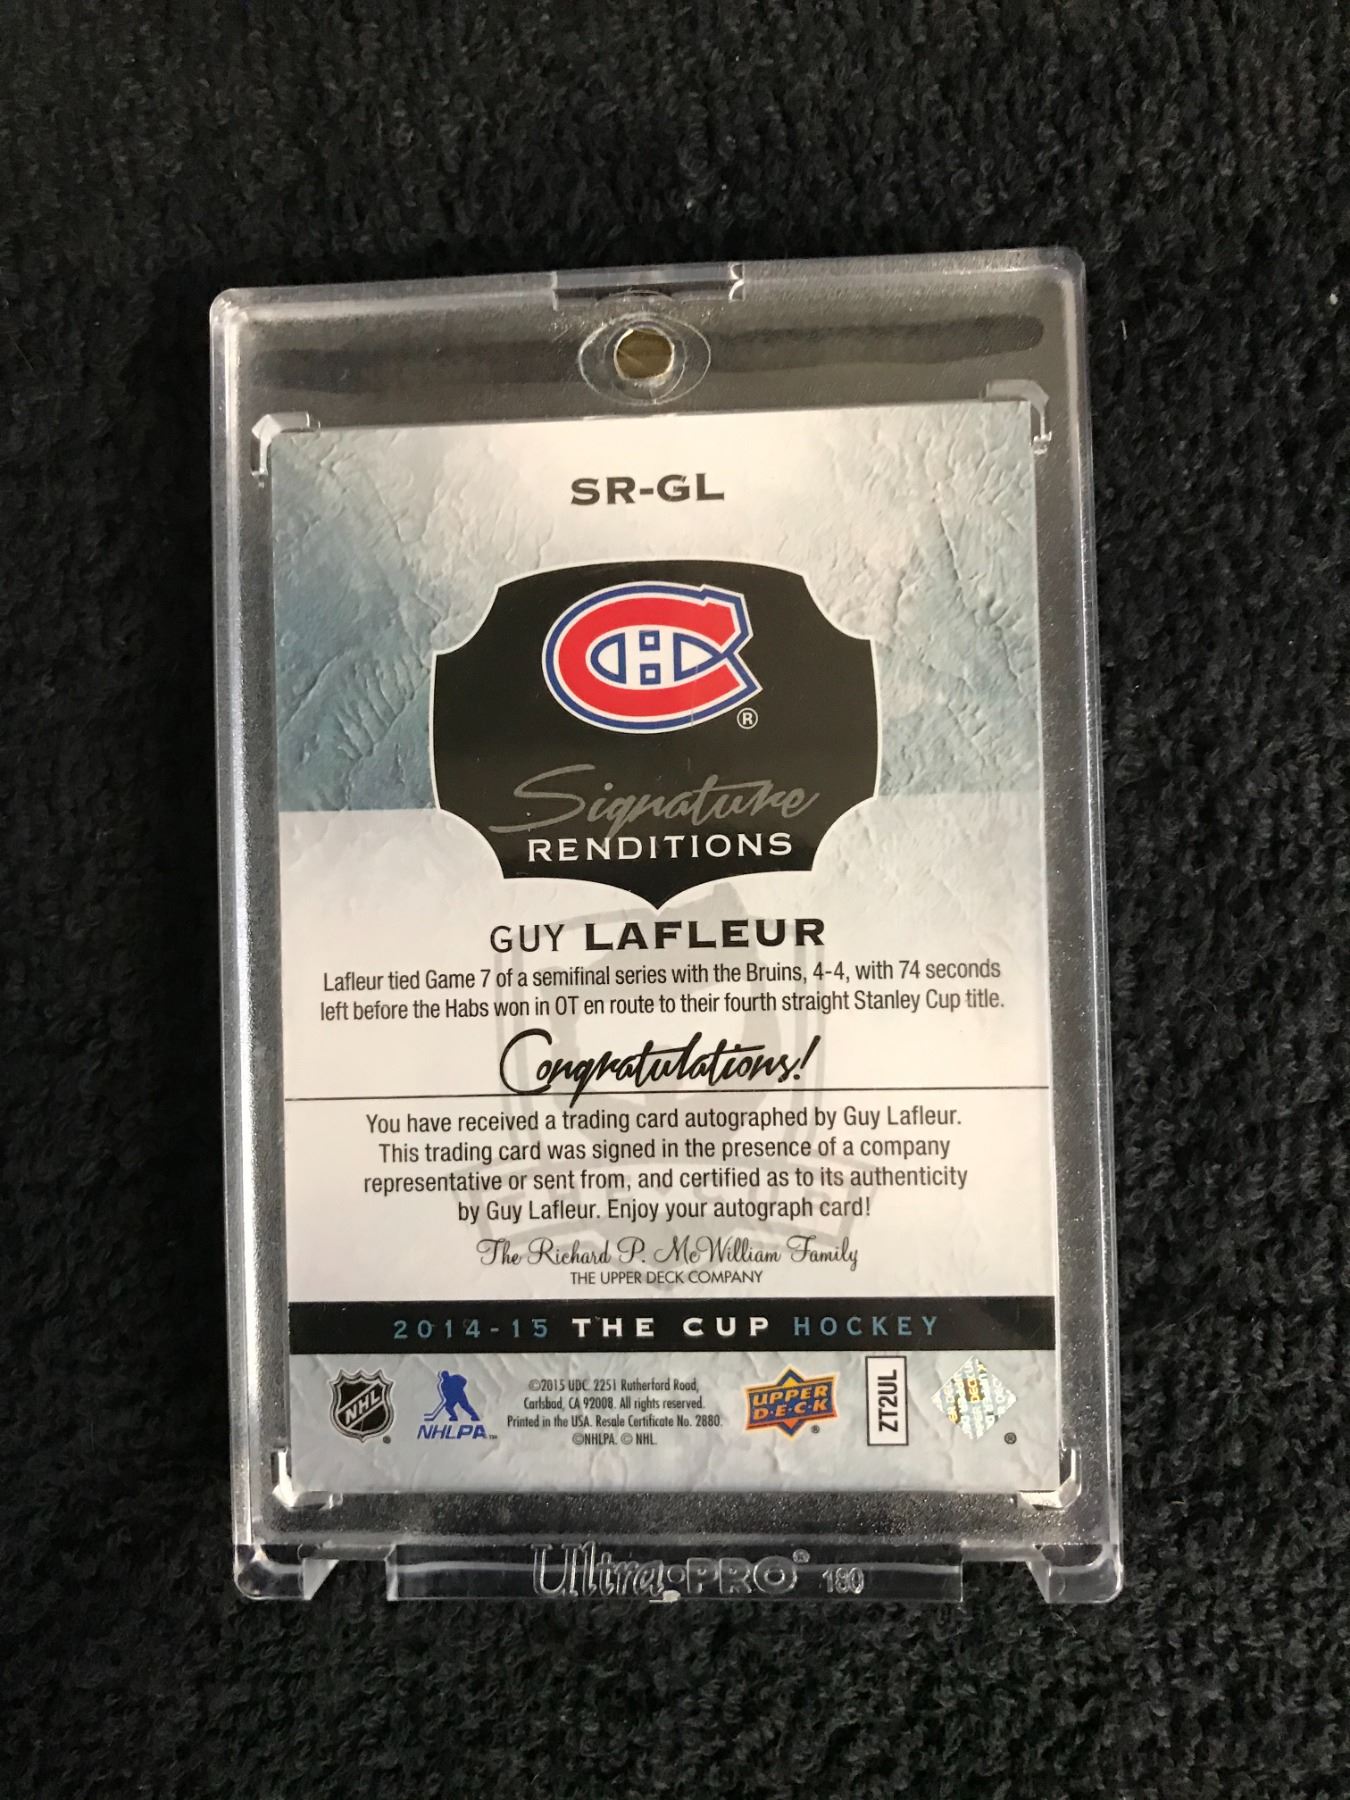 SR-GL
®
Signature
RENDITIONS
GUY LAFLEUR
Lafleur tied Game 7 of a semifinal series with the Bruins, 4-4, with 74 seconds
left before the Habs won in OT en route to their fourth straight Stanley Cup title.
Congratulations!
You have received a trading card autographed by Guy Lafleur.
This trading card was signed in the presence of a company
representative or sent from, and certified as to its authenticity
by Guy Lafleur. Enjoy your autograph card!
The Richard P. McWilliam Family
THE UPPER DECK COMPANY
2014-15 THE CUP HOCKEY
NHL ®
NHLPA™
©2015 UDC. 2251 Rutherford Road,
Carlsbad, CA 92008. All rights reserved.
Printed in the USA. Resale Certificate No. 2880.
©NHLPA. © NHL.
UPPER
D·E·C·K ®
ZT2UL
®
Ultra·PRO® 180